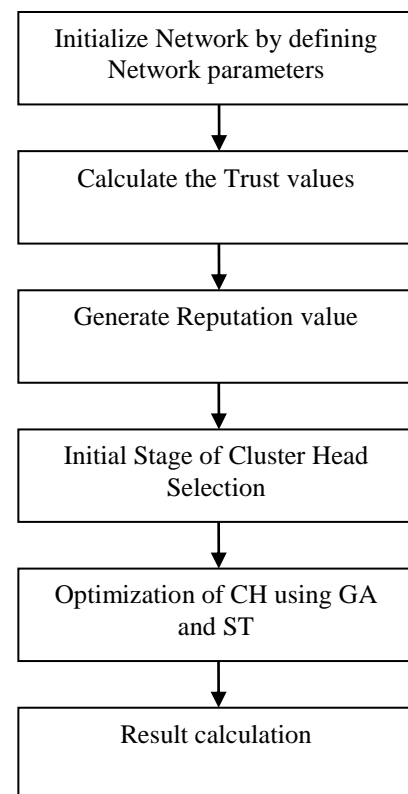 Initialize Network by defining
Network parameters
Calculate the Trust values
Generate Reputation value
Initial Stage of Cluster Head
Selection
Optimization of CH using GA
and ST
Result calculation